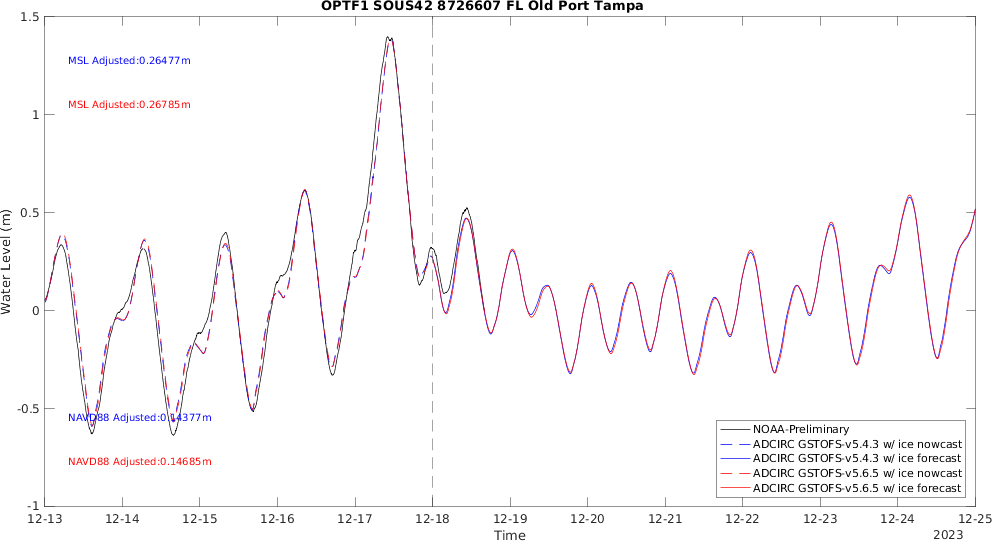 OPTF1 SOUS42 8726607 FL Old Port Tampa
1.5
1
0.5
0
-0.5
-1
Water Level (m)
MSL Adjusted:0.26477m
MSL Adjusted:0.26785m
NAVD88 Adjusted:0.14377m
NAVD88 Adjusted:0.14685m
NOAA-Preliminary
ADCIRC GSTOFS-v5.4.3 w/ ice nowcast
ADCIRC GSTOFS-v5.4.3 w/ ice forecast
ADCIRC GSTOFS-v5.6.5 w/ ice nowcast
ADCIRC GSTOFS-v5.6.5 w/ ice forecast
12-13 12-14 12-15 12-16 12-17 12-18 12-19 12-20 12-21 12-22 12-23 12-24 12-25
Time
2023